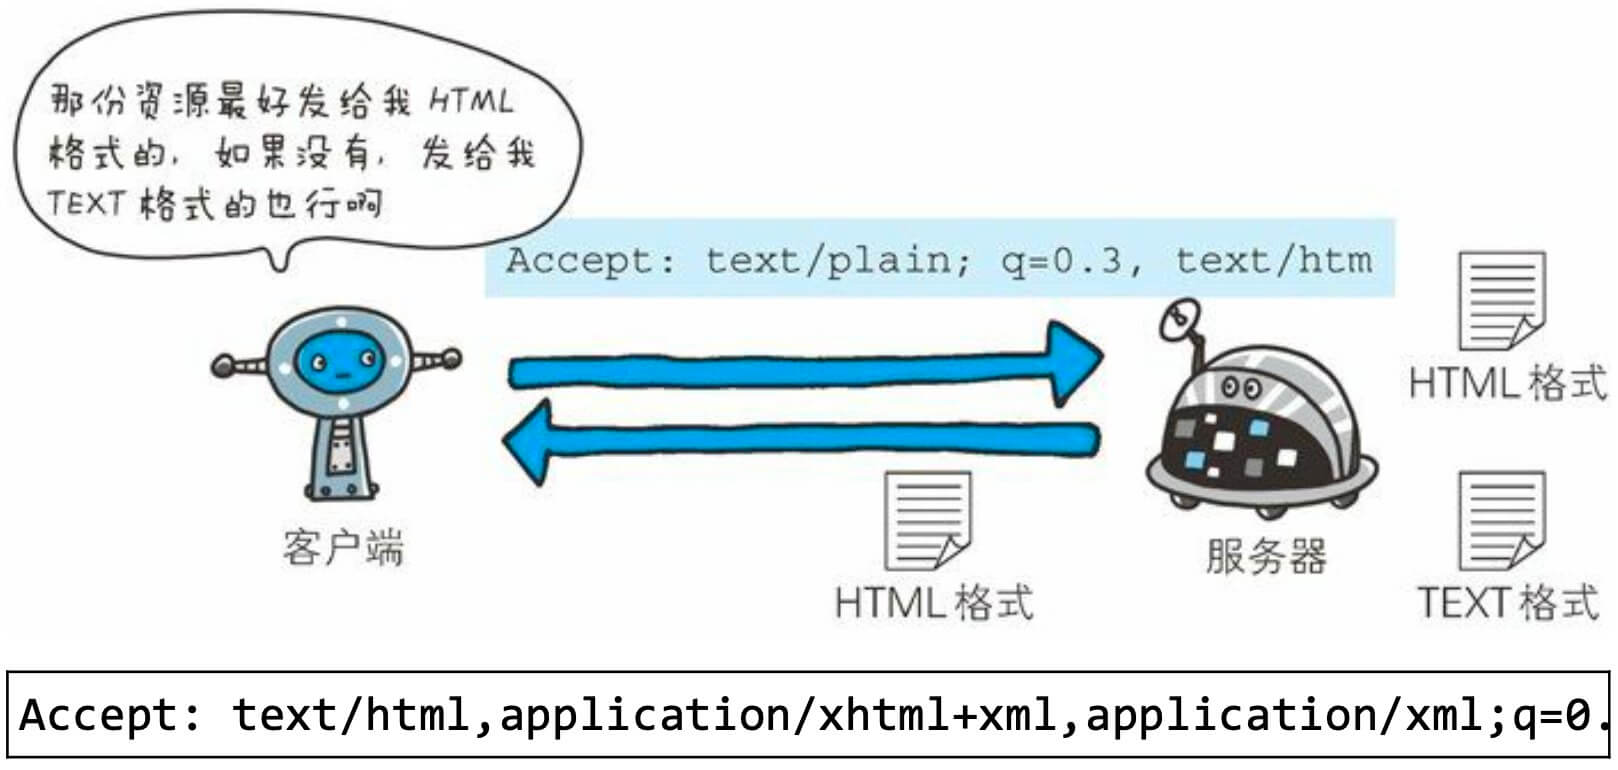 那份资源最好发给我 HTML
格式的，如果没有，发给我
TEXT 格式的也行啊
Accept: text/plain; q=0.3, text/htm
HTML 格式
客户端
服务器
HTML 格式
TEXT 格式
Accept: text/html,application/xhtml+xml,application/xml;q=0.